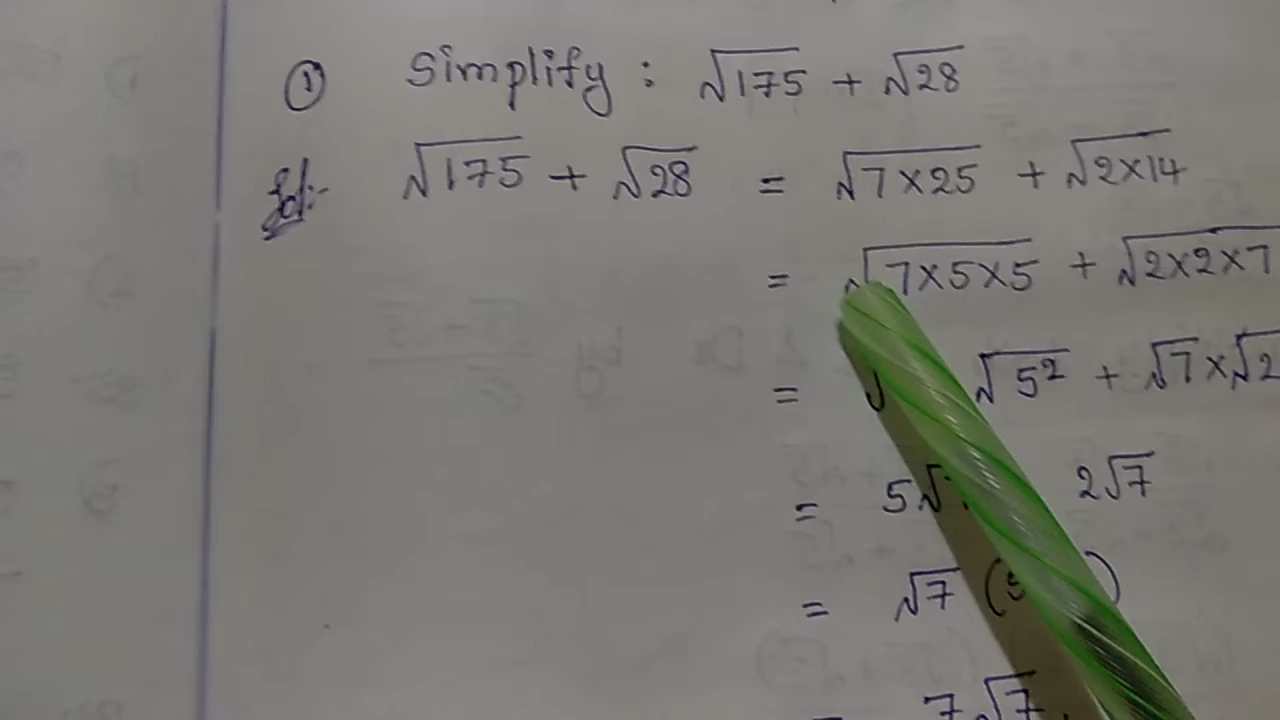 ① Simplify : √175 + √28
Sol:- √175 + √28 = √7×25 + √2×14
= √7×5×5 + √2×2×7
= √5² + √7×√2
= 5√ 2√7
= √7 (5 )
= 7√7